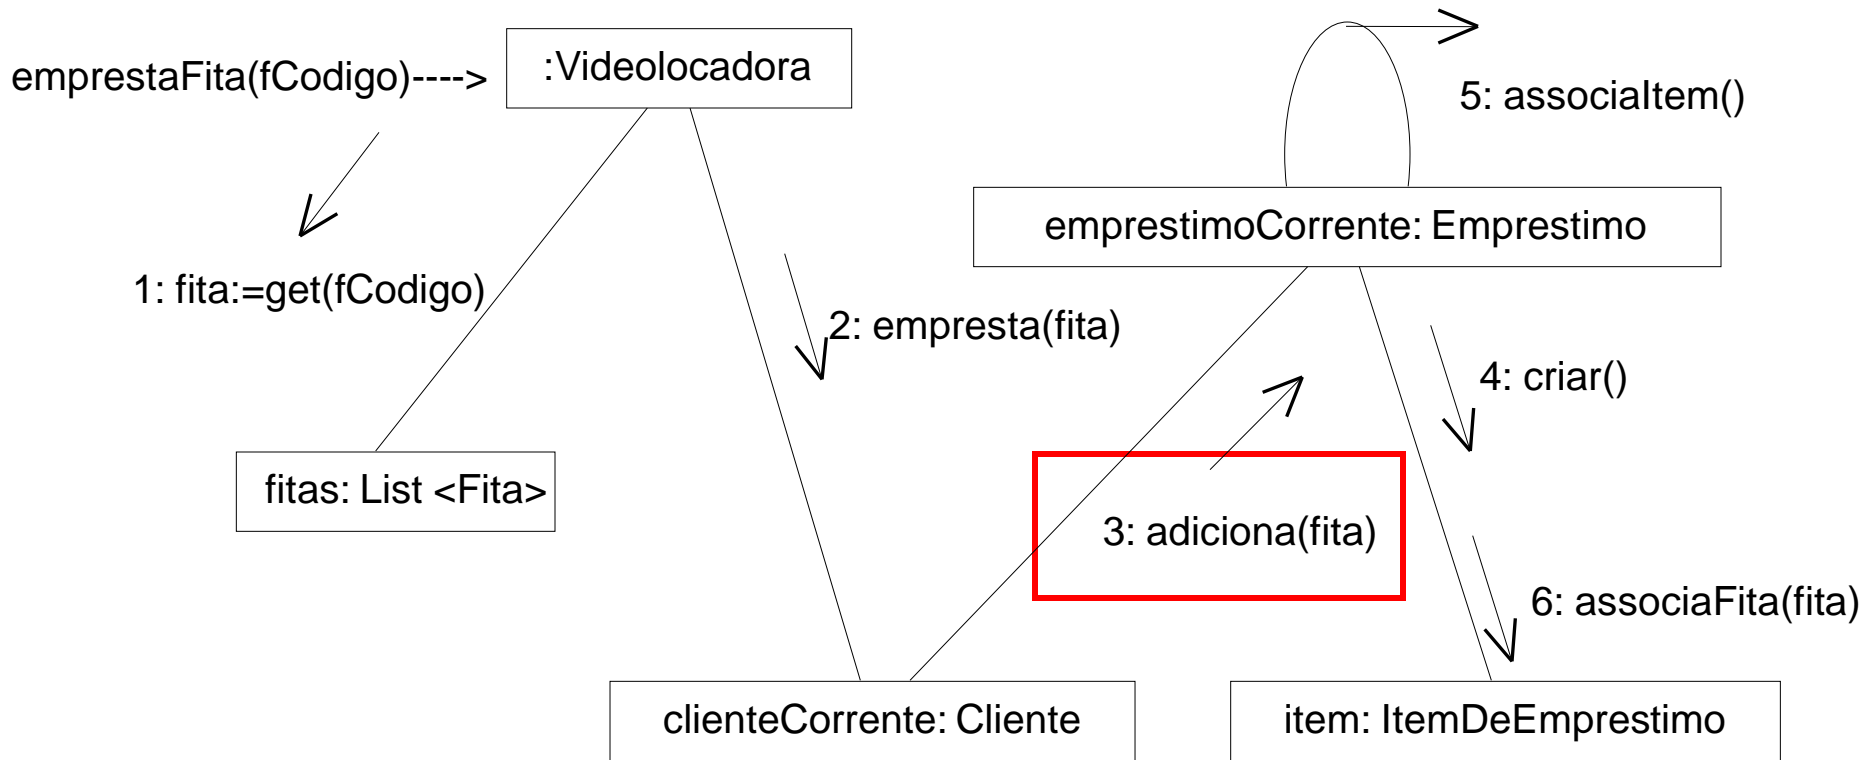 emprestaFita(fCodigo)---->
:Videolocadora
5: associaItem()
emprestimoCorrente: Emprestimo
1: fita:=get(fCodigo)
2: empresta(fita)
4: criar()
fitas: List <Fita>
3: adiciona(fita)
6: associaFita(fita)
clienteCorrente: Cliente
item: ItemDeEmprestimo